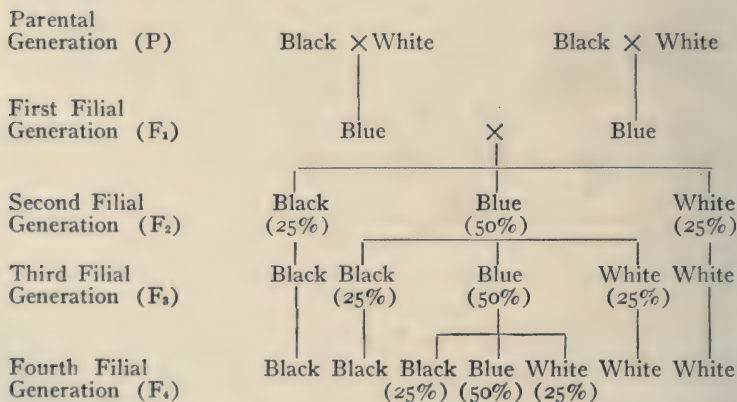 Parental
Generation (P) Black × White Black × White
First Filial
Generation (F₁) Blue × Blue
Second Filial Black Blue White
Generation (F₂) (25%) (50%) (25%)
Third Filial Black Black Blue White White
Generation (F₃) (25%) (50%) (25%)
Fourth Filial Black Black Black Blue White White White
Generation (F₄) (25%) (50%) (25%)